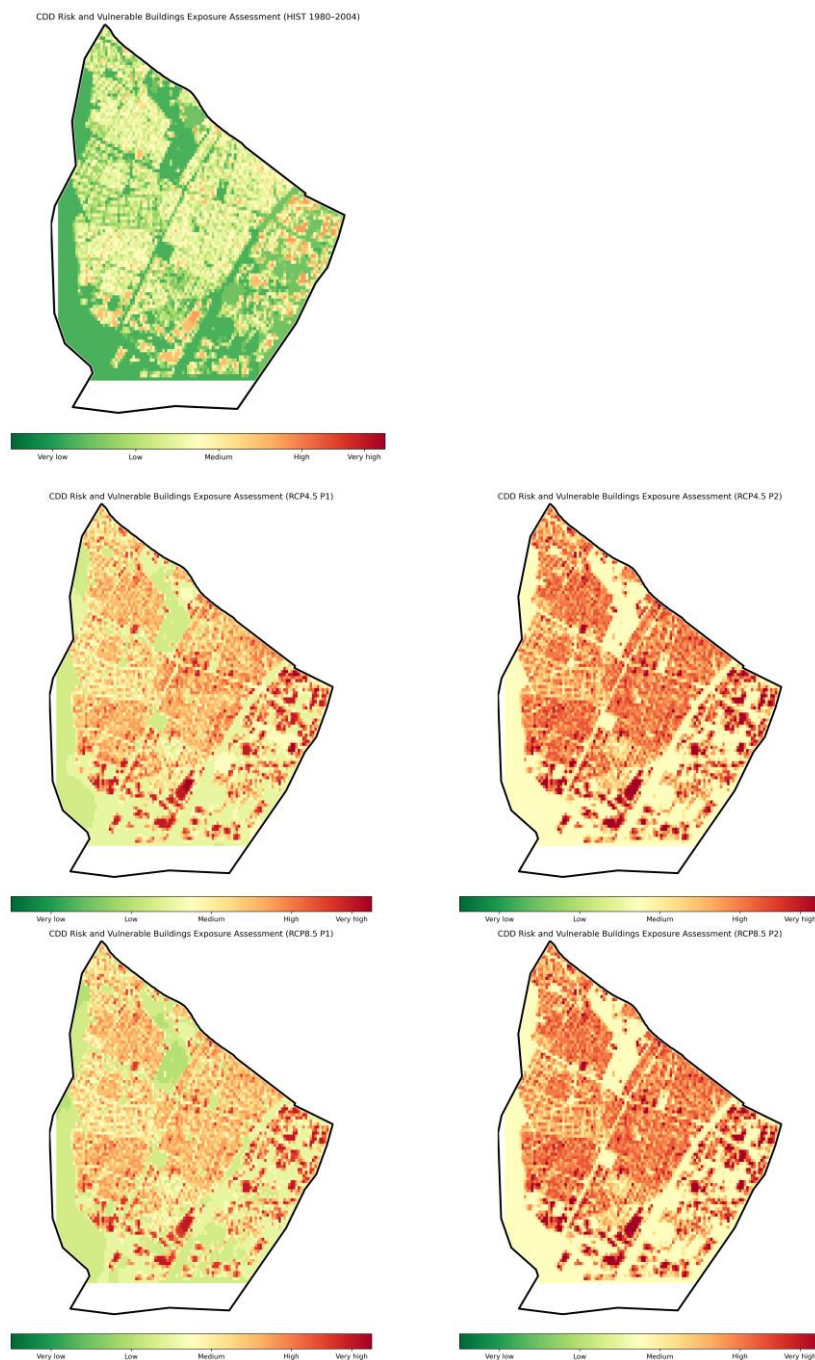 CDD Risk and Vulnerable Buildings Exposure Assessment (HIST 1980–2004)
Very low Low Medium High Very high
CDD Risk and Vulnerable Buildings Exposure Assessment (RCP4.5 P1)
CDD Risk and Vulnerable Buildings Exposure Assessment (RCP4.5 P2)
Very low Low Medium High Very high
Very low Low Medium High Very high
CDD Risk and Vulnerable Buildings Exposure Assessment (RCP8.5 P1)
CDD Risk and Vulnerable Buildings Exposure Assessment (RCP8.5 P2)
Very low Low Medium High Very high
Very low Low Medium High Very high